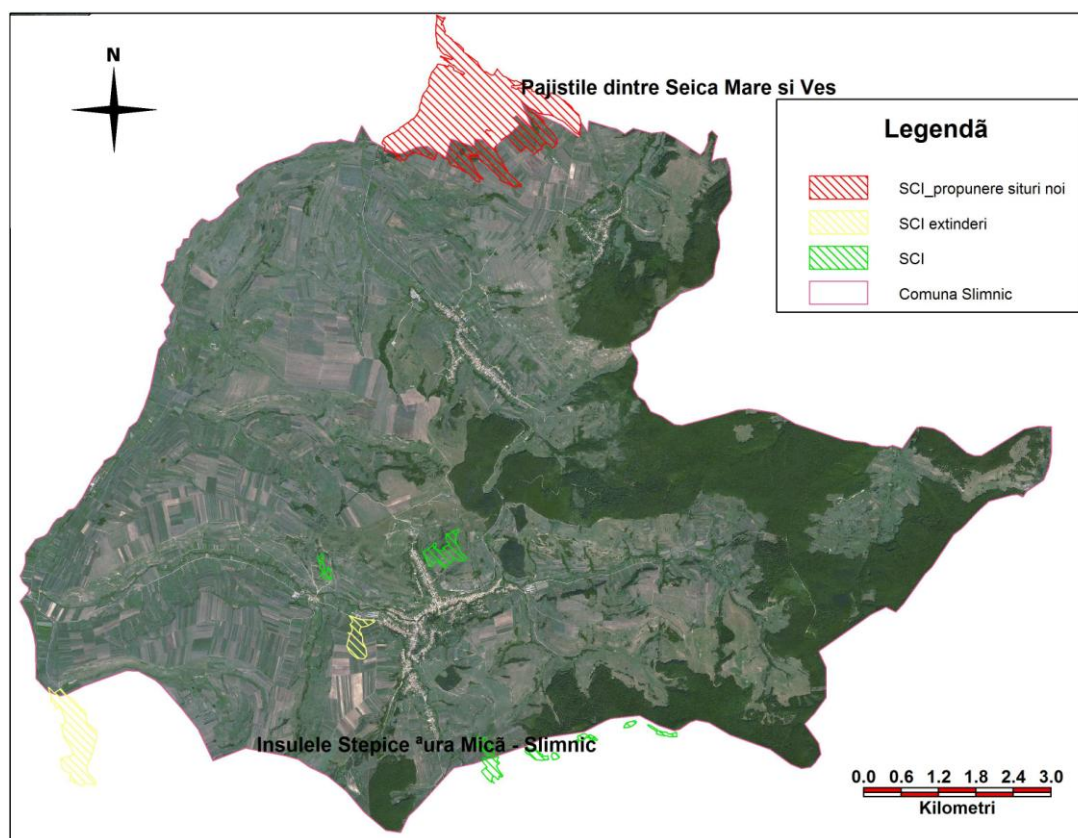 N
Pajistile dintre Seica Mare si Ves
Legendã
SCI_propunere situri noi
SCI extinderi
SCI
Comuna Slimnic
Insulele Stepice ªura Micã - Slimnic
0.0 0.6 1.2 1.8 2.4 3.0
Kilometri